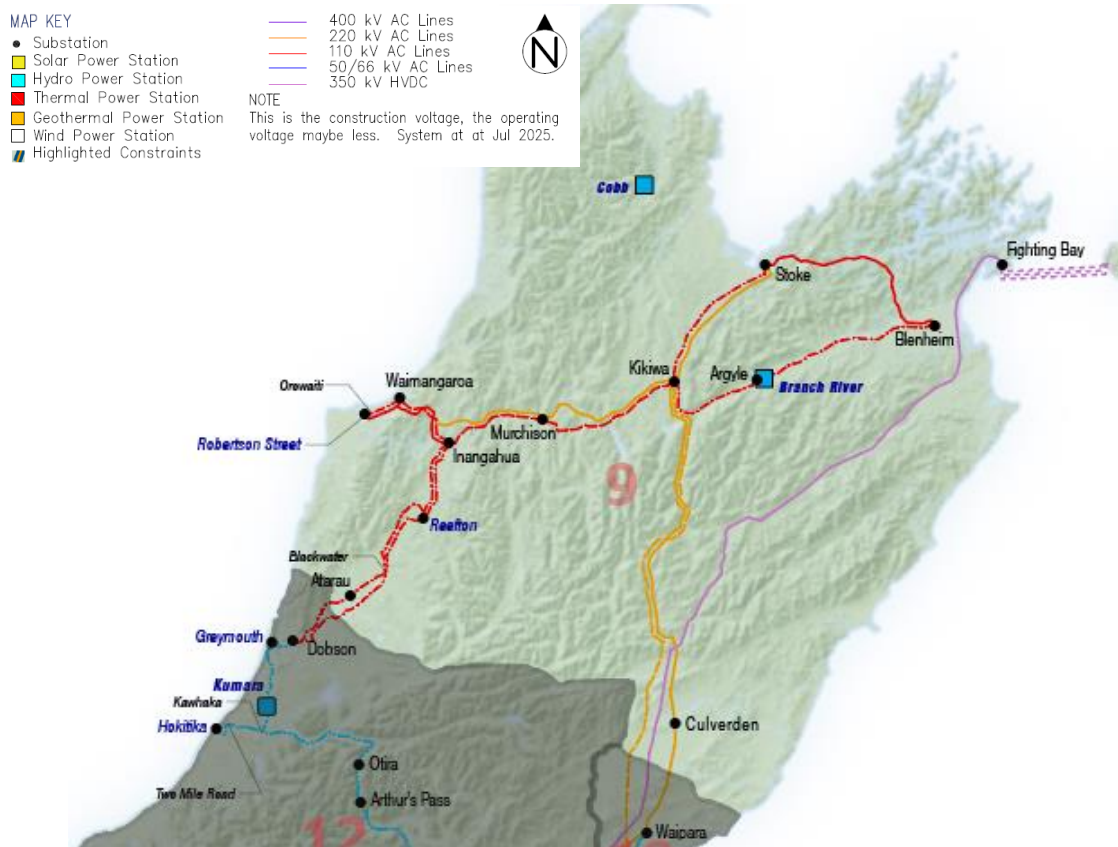 MAP KEY
Substation
Solar Power Station
Hydro Power Station
Thermal Power Station
Geothermal Power Station
Wind Power Station
Highlighted Constraints
400 kV AC Lines
220 kV AC Lines
110 kV AC Lines
50/66 kV AC Lines
350 kV HVDC
NOTE
This is the construction voltage, the operating
voltage maybe less. System at at Jul 2025.
N
Cobb
Fighting Bay
Stoke
Blenheim
Kikiwa
Argyle
Branch River
Orowaiti
Waimangaroa
Robertson Street
Murchison
Inangahua
9
Reefton
Blackwater
Atarau
Greymouth
Dobson
Kumara
Kawhaka
Hokitika
Culverden
Otira
Two Mile Road
Arthur's Pass
12
Waipara